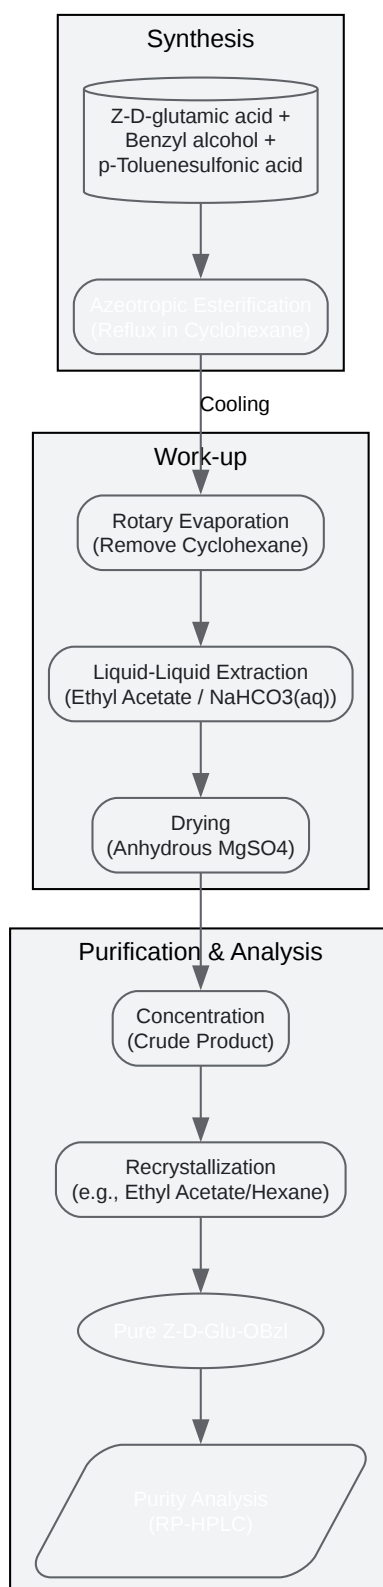 Synthesis
Z-D-glutamic acid +
Benzyl alcohol +
p-Toluenesulfonic acid
Azeotropic Esterification
(Reflux in Cyclohexane)
Cooling
Work-up
Rotary Evaporation
(Remove Cyclohexane)
Liquid-Liquid Extraction
(Ethyl Acetate / NaHCO3(aq))
Drying
(Anhydrous MgSO4)
Purification & Analysis
Concentration
(Crude Product)
Recrystallization
(e.g., Ethyl Acetate/Hexane)
Pure Z-D-Glu-OBzl
Purity Analysis
(RP-HPLC)